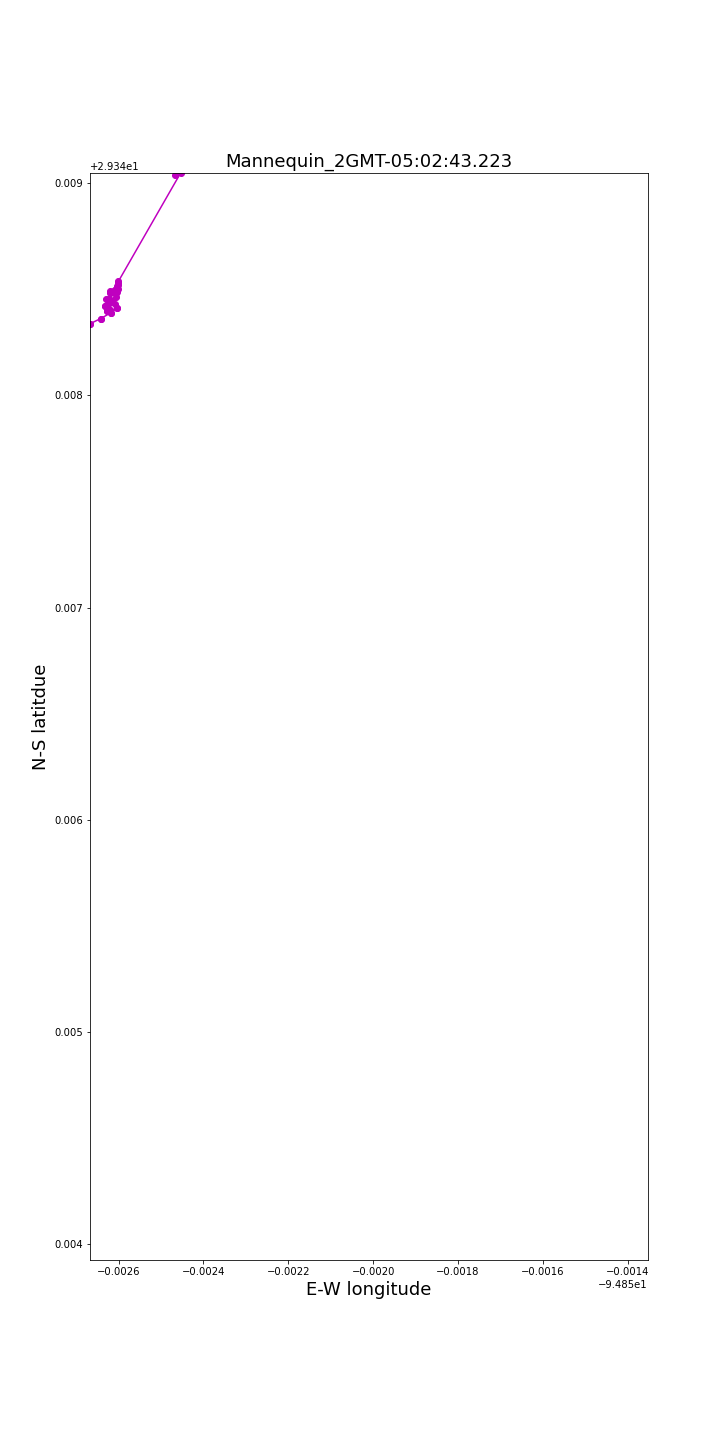 Mannequin_2GMT-05:02:43.223
+2.934e1
0.009
0.008
0.007
0.006
0.005
0.004
N-S latitdue
−0.0026 −0.0024 −0.0022 −0.0020 −0.0018 −0.0016 −0.0014
−9.485e1
E-W longitude